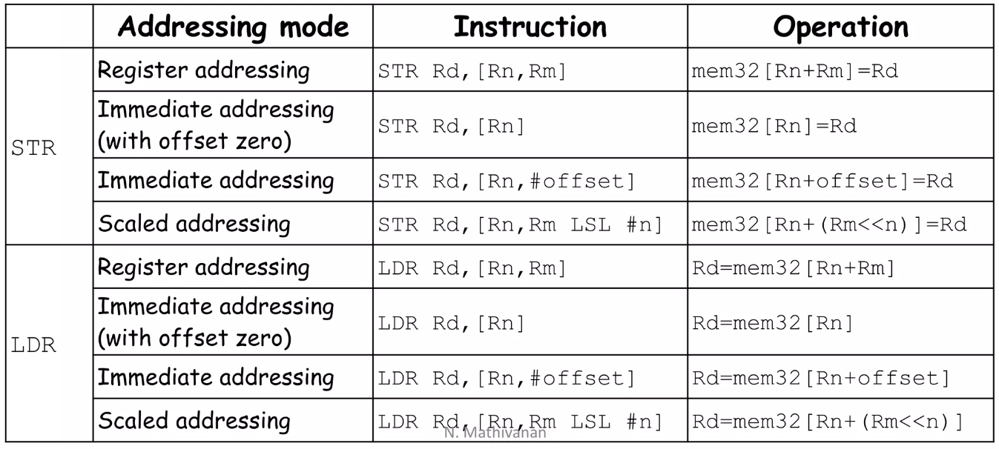 Addressing mode Instruction Operation
STR
Register addressing STR Rd,[Rn,Rm] mem32[Rn+Rm]=Rd
Immediate addressing
(with offset zero) STR Rd,[Rn] mem32[Rn]=Rd
Immediate addressing STR Rd,[Rn,#offset] mem32[Rn+offset]=Rd
Scaled addressing STR Rd,[Rn,Rm LSL #n] mem32[Rn+(Rm<<n)]=Rd
LDR
Register addressing LDR Rd,[Rn,Rm] Rd=mem32[Rn+Rm]
Immediate addressing
(with offset zero) LDR Rd,[Rn] Rd=mem32[Rn]
Immediate addressing LDR Rd,[Rn,#offset] Rd=mem32[Rn+offset]
Scaled addressing LDR Rd,[Rn,Rm LSL #n] Rd=mem32[Rn+(Rm<<n)]
N. Mathivanan